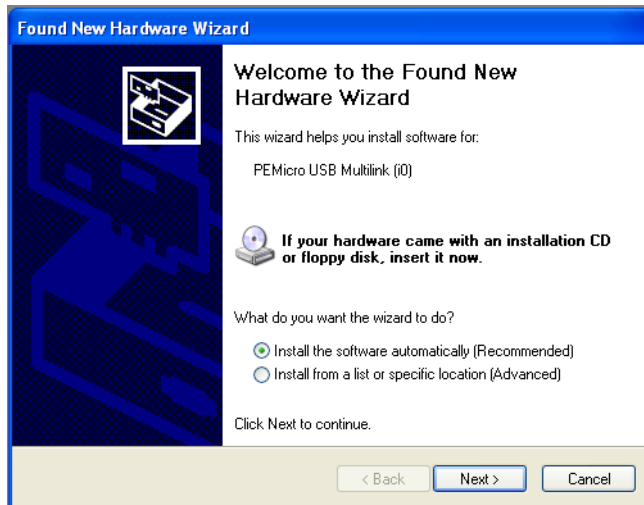 Found New Hardware Wizard
Welcome to the Found New
Hardware Wizard
This wizard helps you install software for:
PEMicro USB Multilink (i0)
If your hardware came with an installation CD
or floppy disk, insert it now.
What do you want the wizard to do?
Install the software automatically (Recommended)
Install from a list or specific location (Advanced)
Click Next to continue.
< Back Next > Cancel